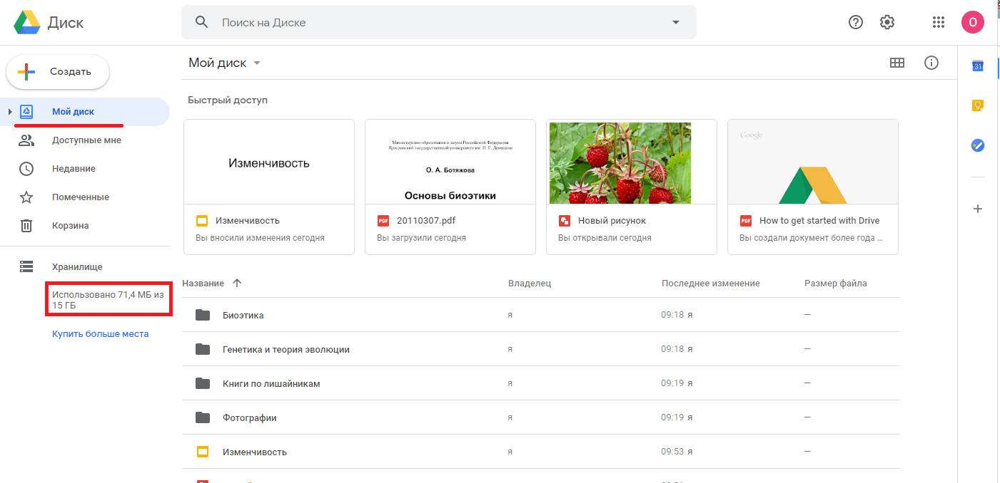 Диск
Поиск на Диске
O
Создать
Мой диск
Доступные мне
Недавние
Помеченные
Корзина
Хранилище
Использовано 71,4 МБ из
15 ГБ
Купить больше места
Мой диск
Быстрый доступ
Изменчивость
Изменчивость
Вы вносили изменения сегодня
Министерство образования и науки Российской Федерации
Ярославский государственный университет им. П. Г. Демидова
О. А. Ботяжова
Основы биоэтики
PDF 20110307.pdf
Вы загрузили сегодня
Новый рисунок
Вы открывали сегодня
Google
PDF How to get started with Drive
Вы создали документ более года ...
31
Название Владелец Последнее изменение Размер файла
Биоэтика я 09:18 я —
Генетика и теория эволюции я 09:18 я —
Книги по лишайникам я 09:19 я —
Фотографии я 09:19 я —
Изменчивость я 09:53 я —